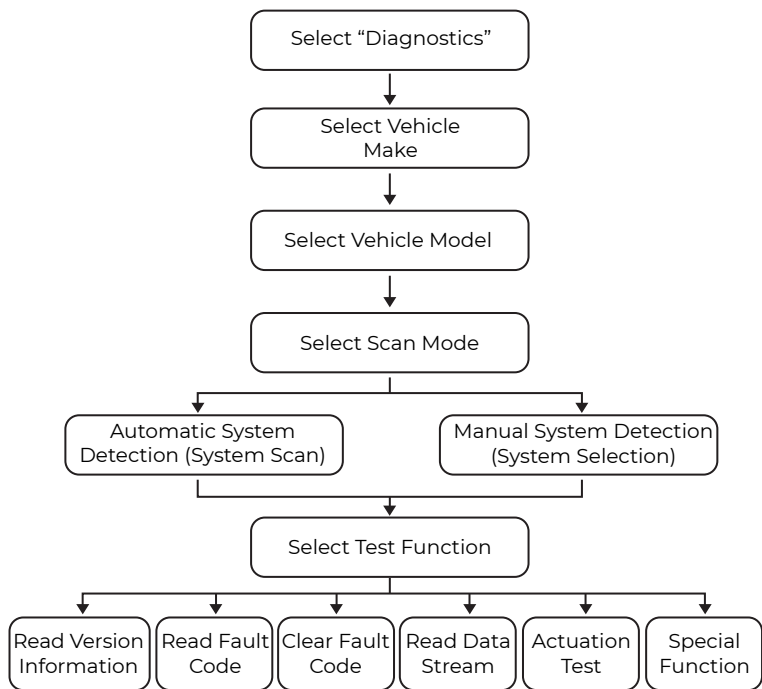 Select “Diagnostics”
Select Vehicle
Make
Select Vehicle Model
Select Scan Mode
Automatic System
Detection (System Scan)
Manual System Detection
(System Selection)
Select Test Function
Read Version
Information
Read Fault
Code
Clear Fault
Code
Read Data
Stream
Actuation
Test
Special
Function